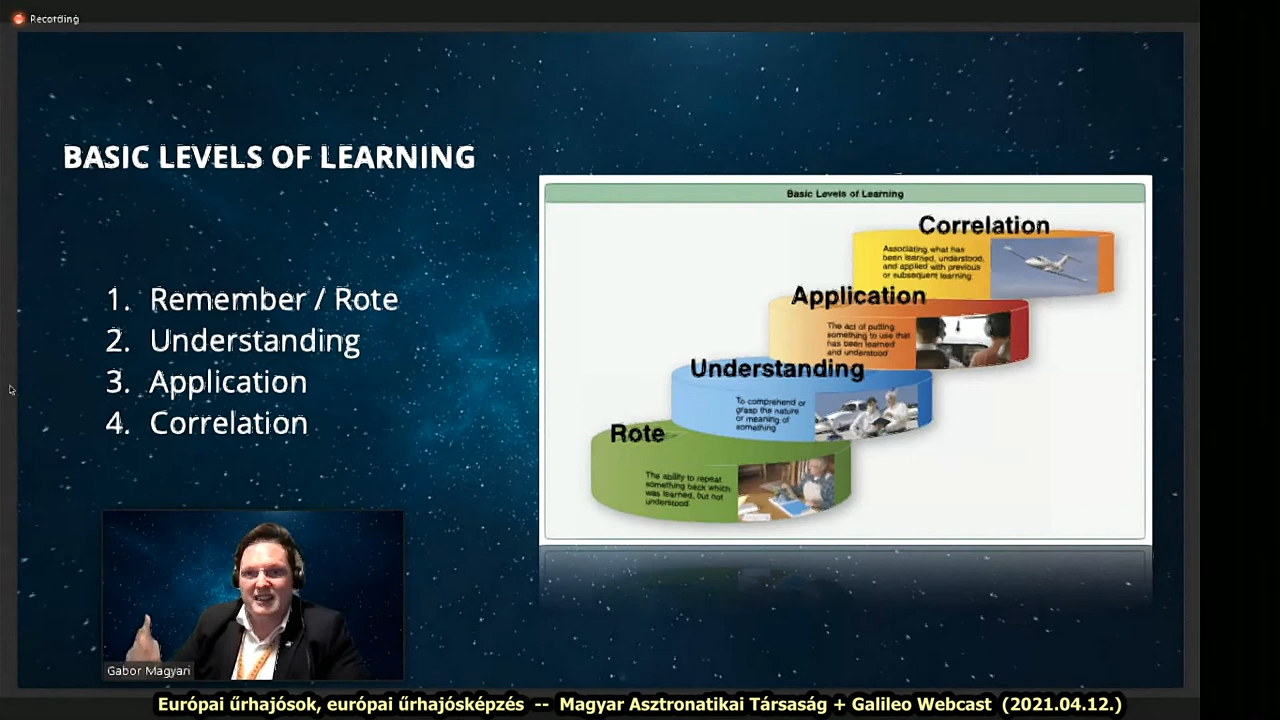 Recording
BASIC LEVELS OF LEARNING
1. Remember / Rote
2. Understanding
3. Application
4. Correlation
Basic Levels of Learning
Correlation
Associating what has
been learned, understood,
and applied with previous
or subsequent learning
Application
The act of putting
something to use that
has been learned
and understood
Understanding
To comprehend or
grasp the nature
or meaning of
something
Rote
The ability to repeat
something back which
was learned, but not
understood
Gabor Magyari
Európai űrhajósok, európai űrhajósképzés -- Magyar Asztronatikai Társaság + Galileo Webcast (2021.04.12.)